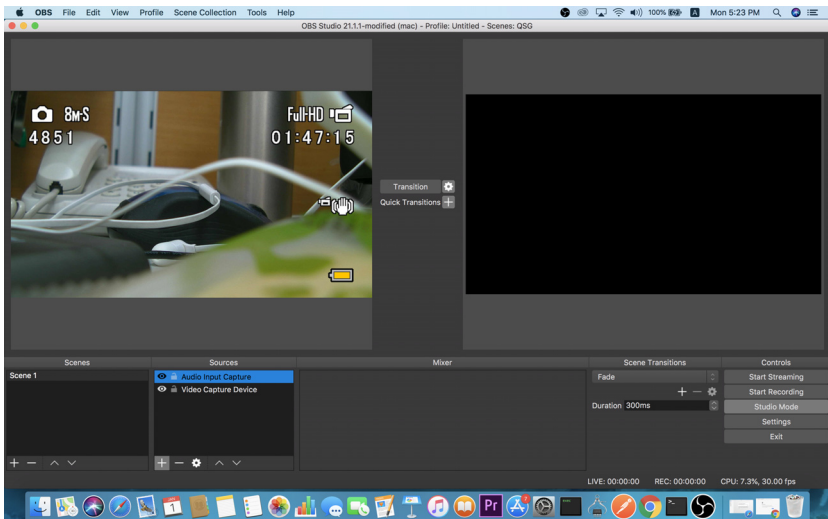 OBS File Edit View Profile Scene Collection Tools Help 100% A Mon 5:23 PM
OBS Studio 21.1.1-modified (mac) - Profile: Untitled - Scenes: QSG
8M-S Full-HD
4851 01:47:15
Transition
Quick Transitions
Scenes Sources Mixer Scene Transitions Controls
Scene 1 Audio Input Capture Fade Start Streaming
Video Capture Device Start Recording
Duration 300ms Studio Mode
Settings
Exit
LIVE: 00:00:00 REC: 00:00:00 CPU: 7.3%, 30.00 fps
1 Pr